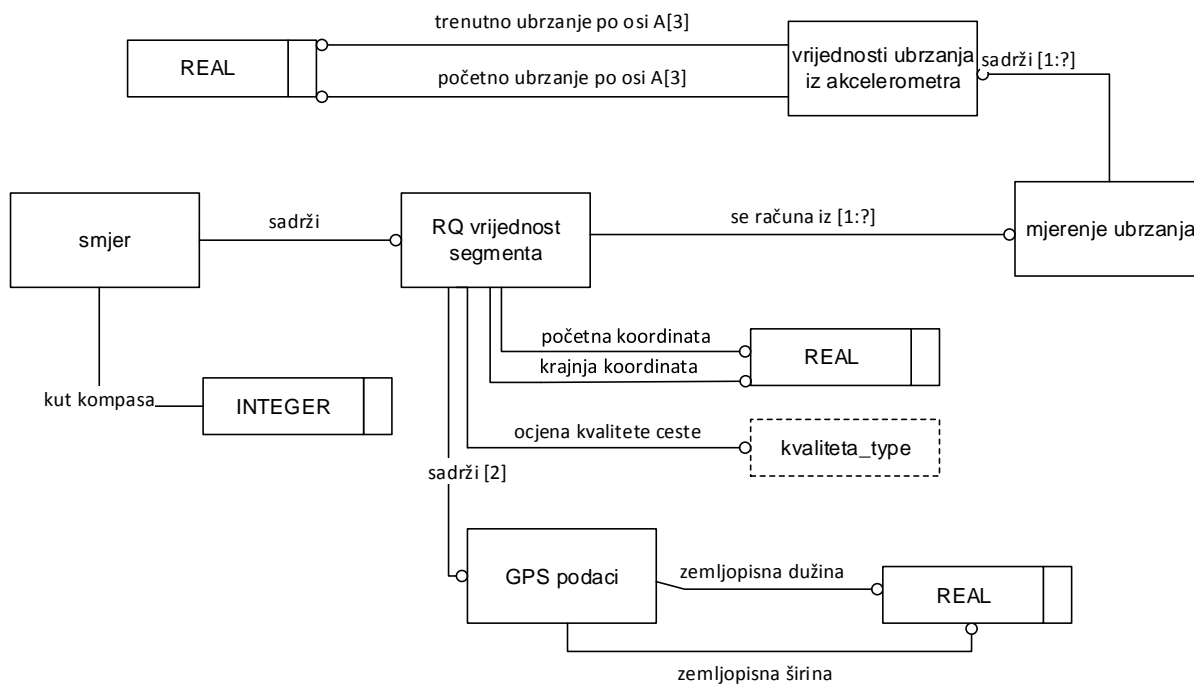 trenutno ubrzanje po osi A[3]
REAL
vrijednosti ubrzanja
iz akcelerometra
sadrži [1:?]
početno ubrzanje po osi A[3]
smjer
sadrži
RQ vrijednost
segmenta
se računa iz [1:?]
mjerenje ubrzanja
početna koordinata
krajnja koordinata
REAL
kut kompasa
INTEGER
ocjena kvalitete ceste
kvaliteta_type
sadrži [2]
GPS podaci
zemljopisna dužina
REAL
zemljopisna širina